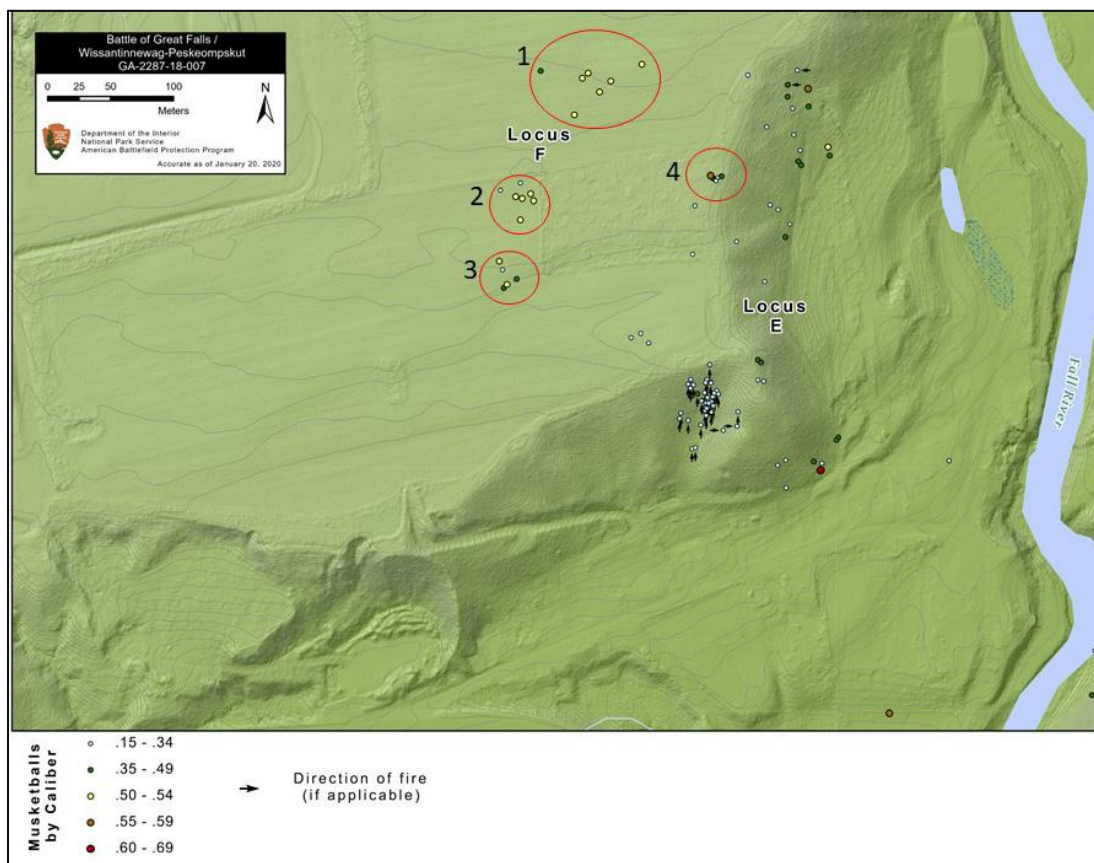 Battle of Great Falls /
Wissantinnewag-Peskeompskut
GA-2287-18-007
0 25 50 100
Meters
N
Department of the Interior
National Park Service
American Battlefield Protection Program
Accurate as of January 20, 2020
1
Locus
F
2
3
4
Locus
E
Fall River
Musketballs
by Caliber
.15 - .34
.35 - .49
.50 - .54
.55 - .59
.60 - .69
Direction of fire
(if applicable)